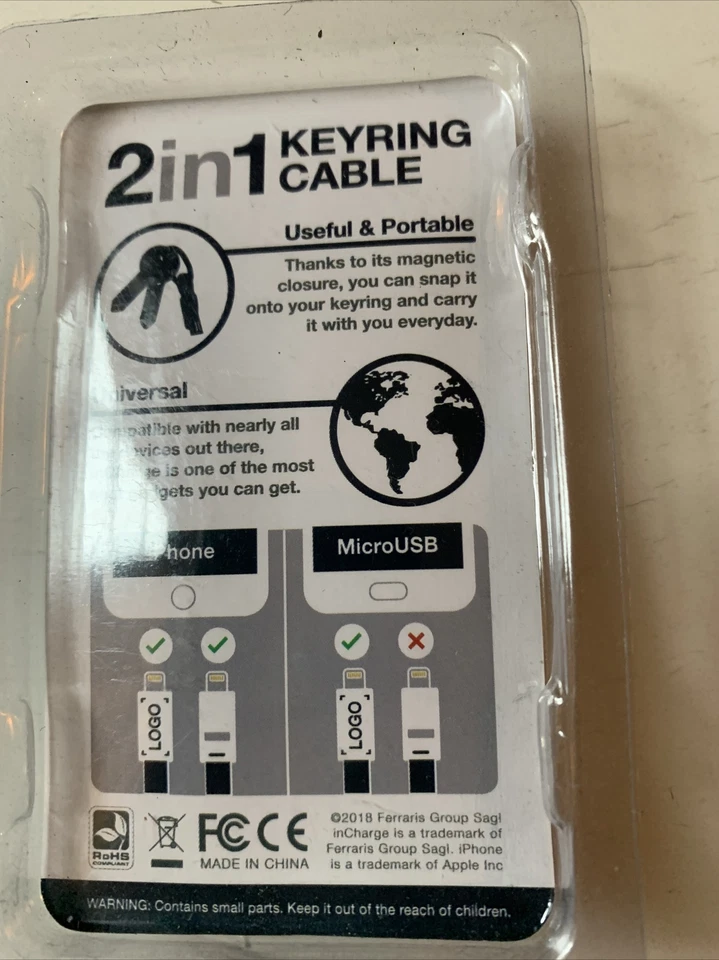 2in1 KEYRING
CABLE
Useful & Portable
Thanks to its magnetic
closure, you can snap it
onto your keyring and carry
it with you everyday.
iversal
patible with nearly all
vices out there,
ge is one of the most
gets you can get.
hone
MicroUSB
LOGO
LOGO
RoHS
COMPLIANT
FC CE
MADE IN CHINA
©2018 Ferraris Group Sagl
inCharge is a trademark of
Ferraris Group Sagl. iPhone
is a trademark of Apple Inc
WARNING: Contains small parts. Keep it out of the reach of children.